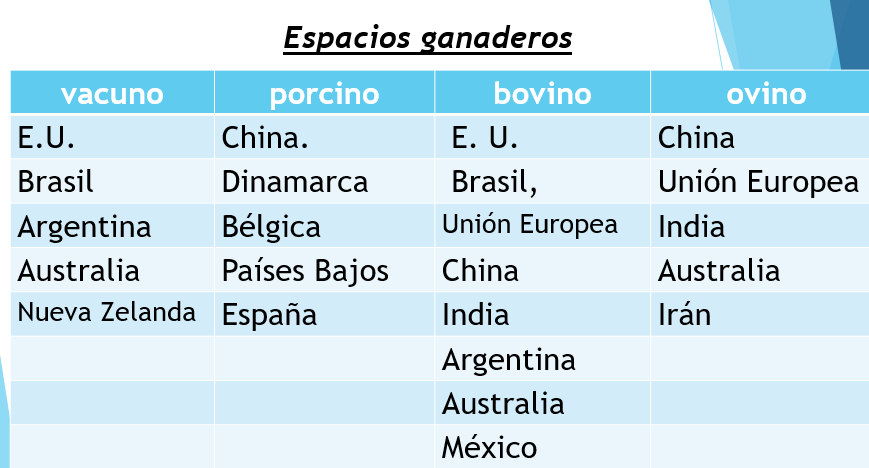 Espacios ganaderos
vacuno porcino bovino ovino
E.U. China. E. U. China
Brasil Dinamarca Brasil, Unión Europea
Argentina Bélgica Unión Europea India
Australia Países Bajos China Australia
Nueva Zelanda España India Irán
Argentina
Australia
México